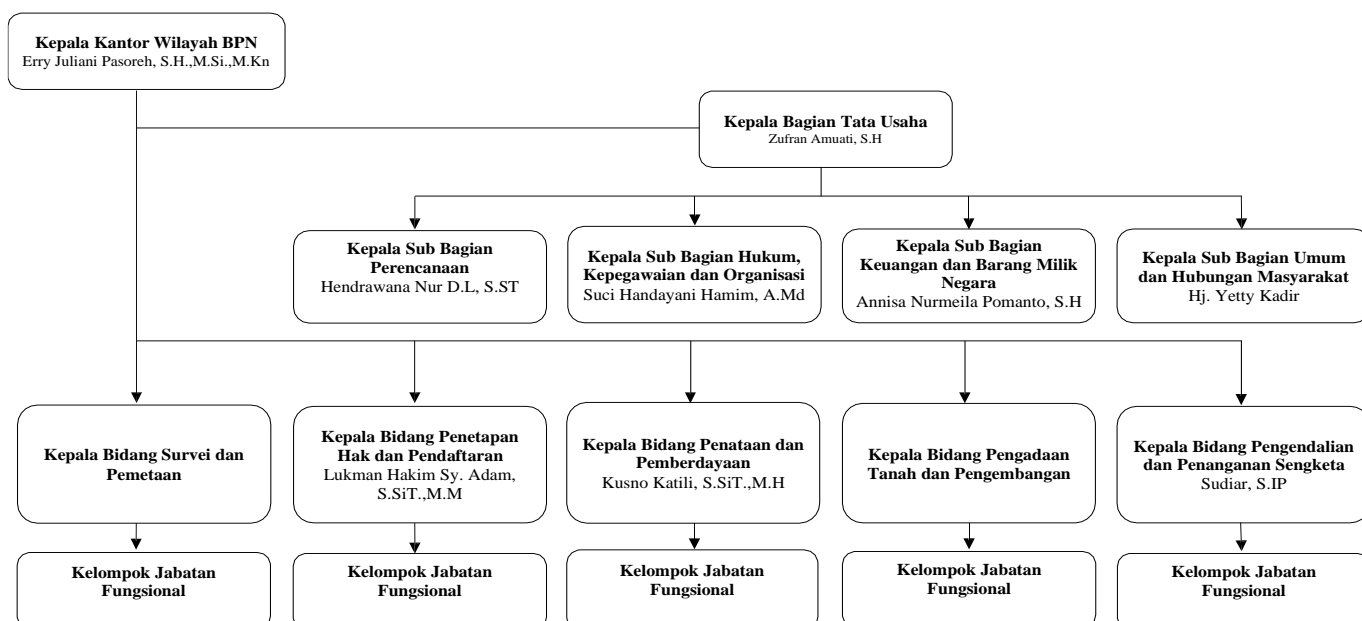 Kepala Kantor Wilayah BPN
Erry Juliani Pasoreh, S.H.,M.Si.,M.Kn
Kepala Bagian Tata Usaha
Zufran Amuati, S.H
Kepala Sub Bagian
Perencanaan
Hendrawana Nur D.L, S.ST
Kepala Sub Bagian Hukum,
Kepegawaian dan Organisasi
Suci Handayani Hamim, A.Md
Kepala Sub Bagian
Keuangan dan Barang Milik
Negara
Annisa Nurmeila Pomanto, S.H
Kepala Sub Bagian Umum
dan Hubungan Masyarakat
Hj. Yetty Kadir
Kepala Bidang Survei dan
Pemetaan
Kepala Bidang Penetapan
Hak dan Pendaftaran
Lukman Hakim Sy. Adam,
S.SiT.,M.M
Kepala Bidang Penataan dan
Pemberdayaan
Kusno Katili, S.SiT.,M.H
Kepala Bidang Pengadaan
Tanah dan Pengembangan
Kepala Bidang Pengendalian
dan Penanganan Sengketa
Sudiar, S.IP
Kelompok Jabatan
Fungsional
Kelompok Jabatan
Fungsional
Kelompok Jabatan
Fungsional
Kelompok Jabatan
Fungsional
Kelompok Jabatan
Fungsional